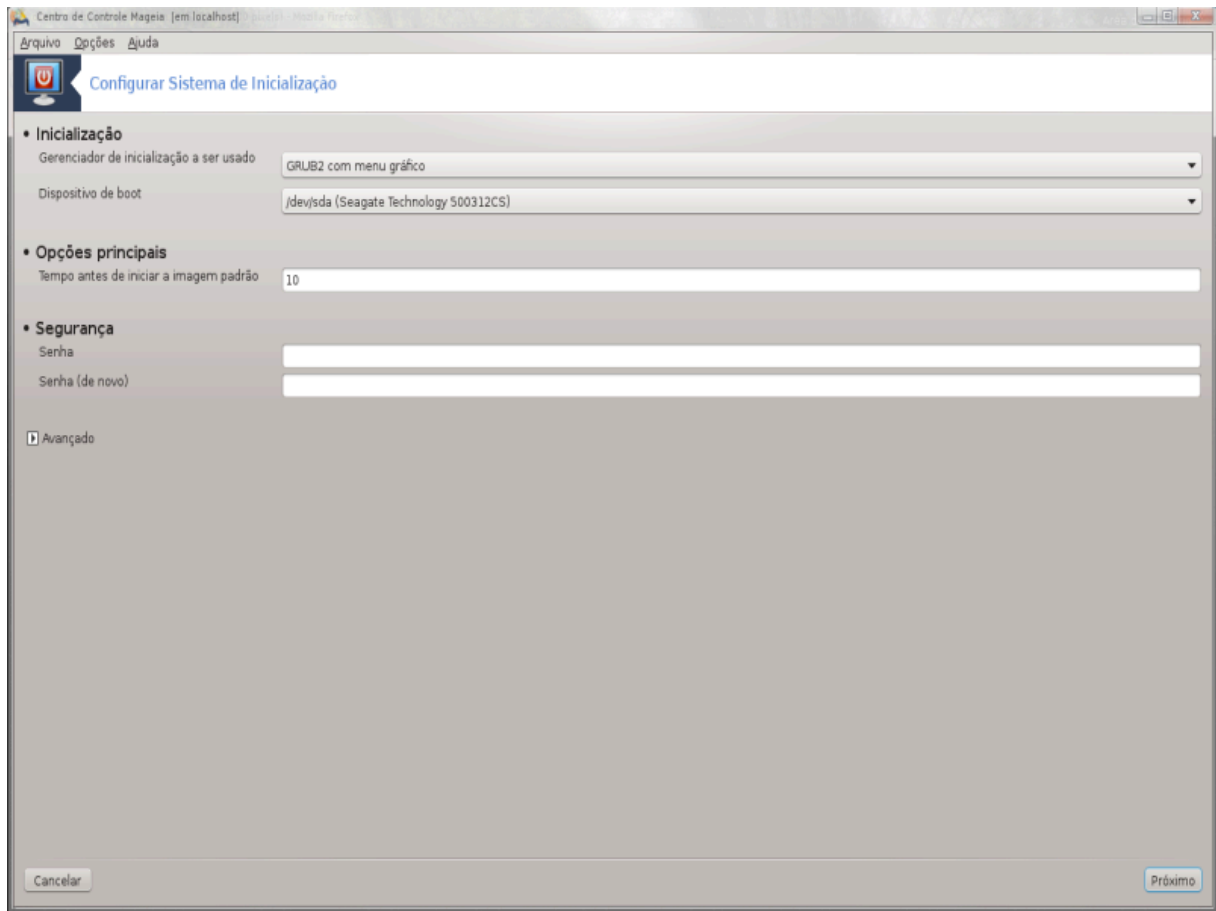 Centro de Controle Mageia [em localhost]
Arquivo Opções Ajuda
Configurar Sistema de Inicialização
• Inicialização
Gerenciador de inicialização a ser usado
GRUB2 com menu gráfico
Dispositivo de boot
/dev/sda (Seagate Technology 500312CS)
• Opções principais
Tempo antes de iniciar a imagem padrão
10
• Segurança
Senha
Senha (de novo)
Avançado
Cancelar
Próximo